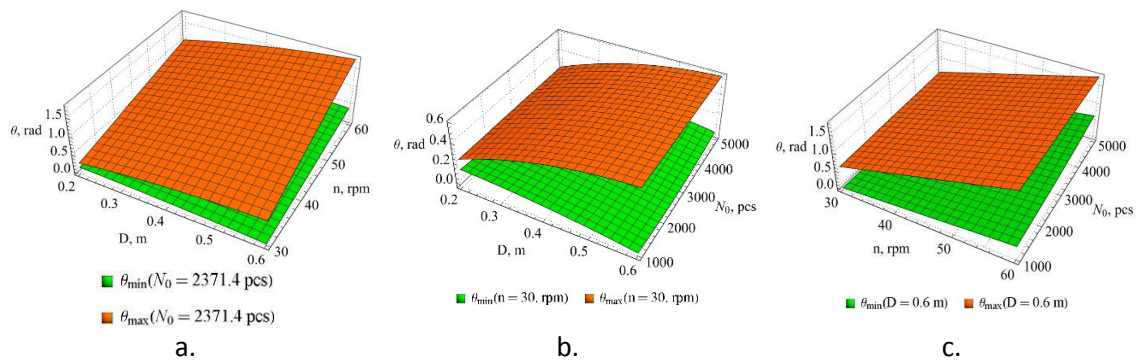 θ, rad
1.5
1.0
0.5
0.0
0.2
0.3
0.4
0.5
0.6
D, m
30
40
50
60
n, rpm
θmin(N0 = 2371.4 pcs)
θmax(N0 = 2371.4 pcs)
a.
θ, rad
0.6
0.4
0.2
0.0
0.2
0.3
0.4
0.5
0.6
D, m
1000
2000
3000
4000
5000
N0, pcs
θmin(n = 30. rpm) θmax(n = 30. rpm)
b.
θ, rad
1.5
1.0
0.5
0.0
30
40
50
60
n, rpm
1000
2000
3000
4000
5000
N0, pcs
θmin(D = 0.6 m) θmax(D = 0.6 m)
c.